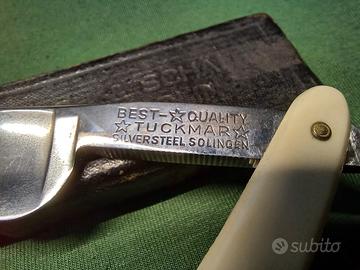 BEST-☆QUALITY
☆TUCKMAR☆
SILVERSTEEL SOLINGEN
subito